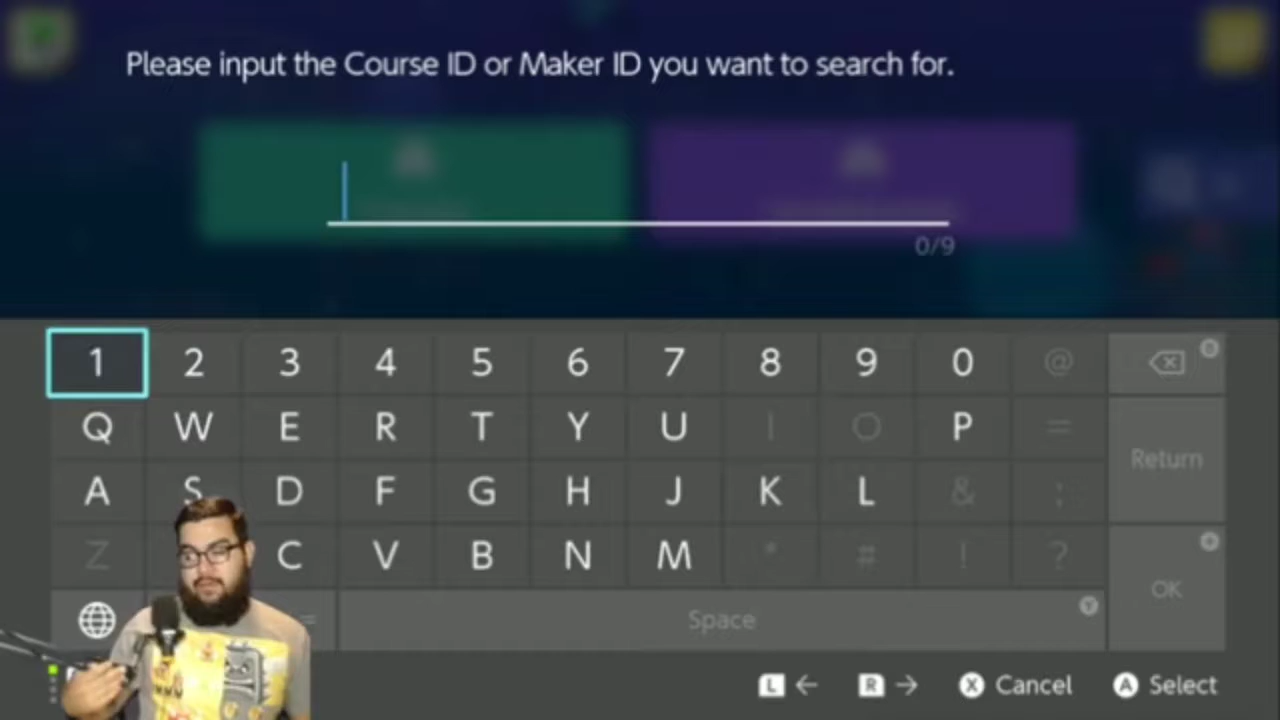 Please input the Course ID or Maker ID you want to search for.
0/9
1 2 3 4 5 6 7 8 9 0 @
Q W E R T Y U I O P =
Return
A S D F G H J K L & ;
Z C V B N M * # ! ?
OK
= Space Y
L ← R → X Cancel A Select